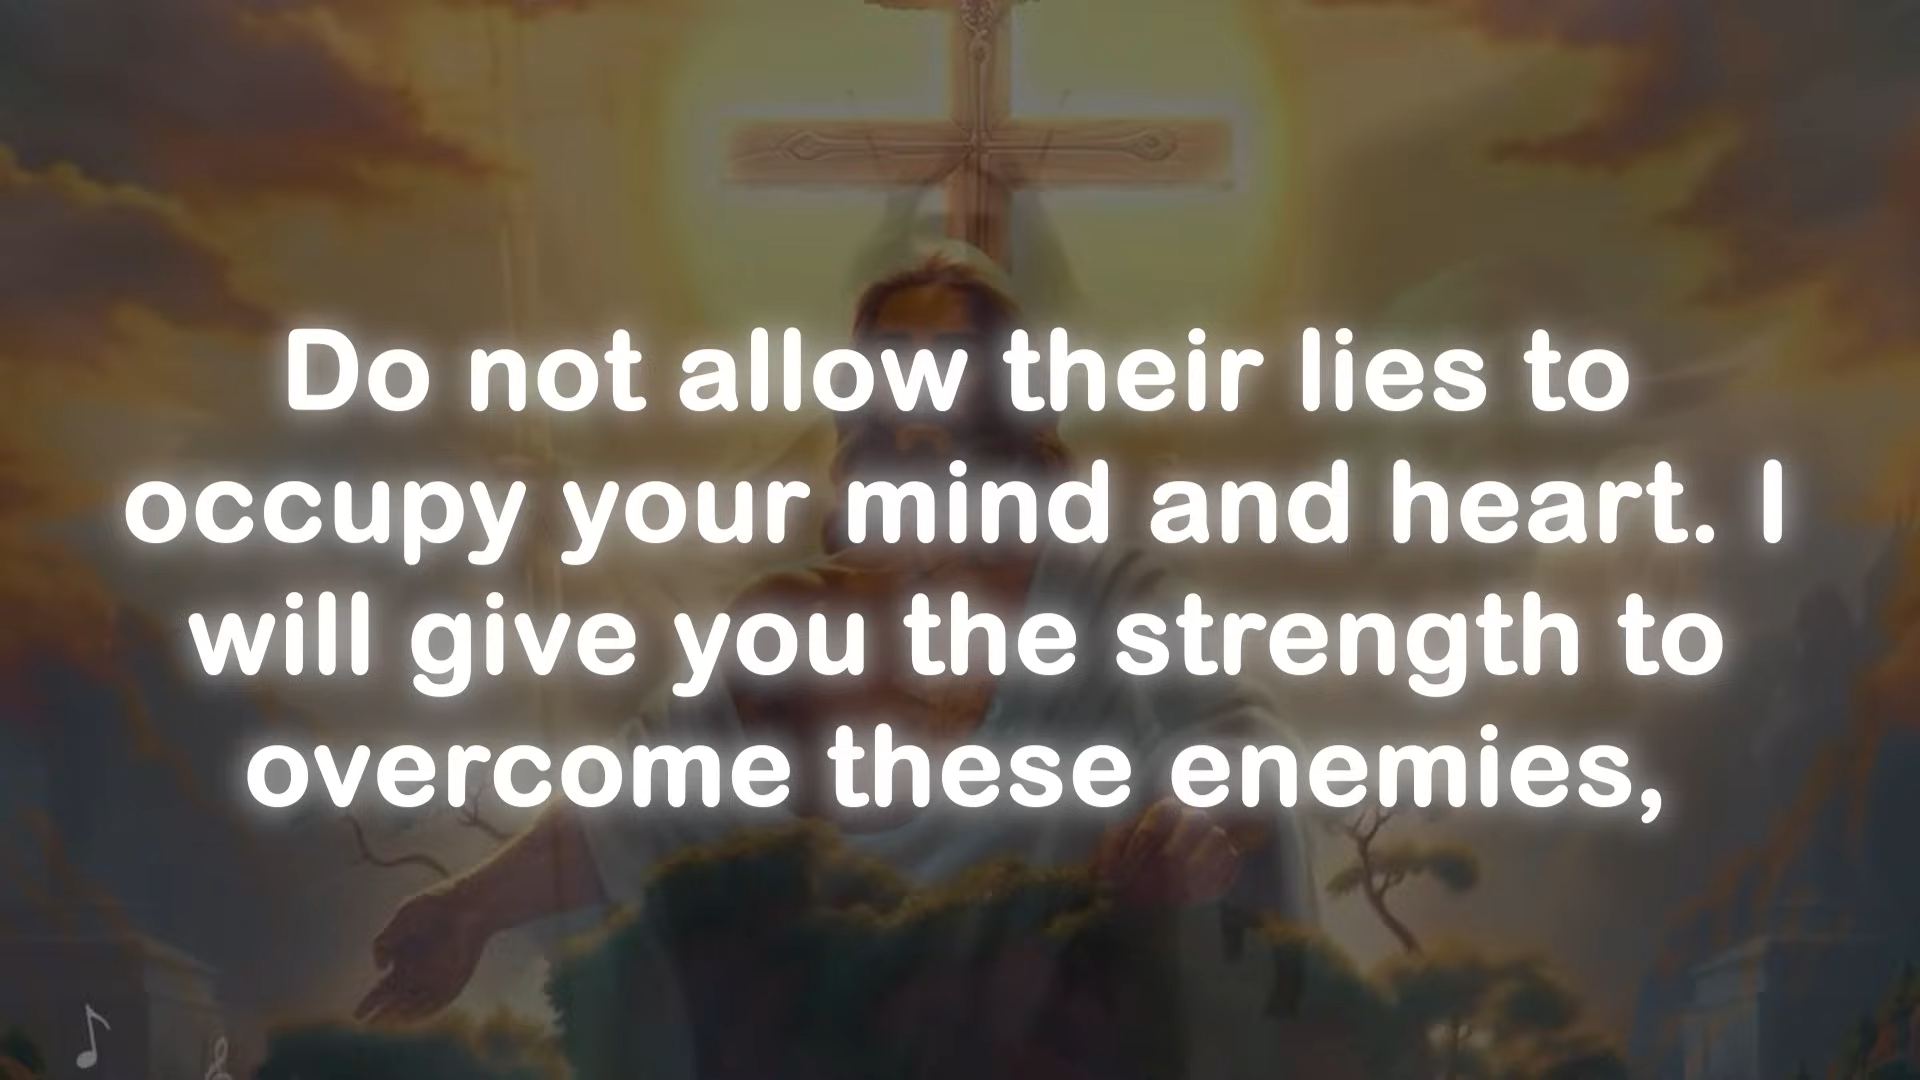 Do not allow their lies to
occupy your mind and heart. I
will give you the strength to
overcome these enemies,